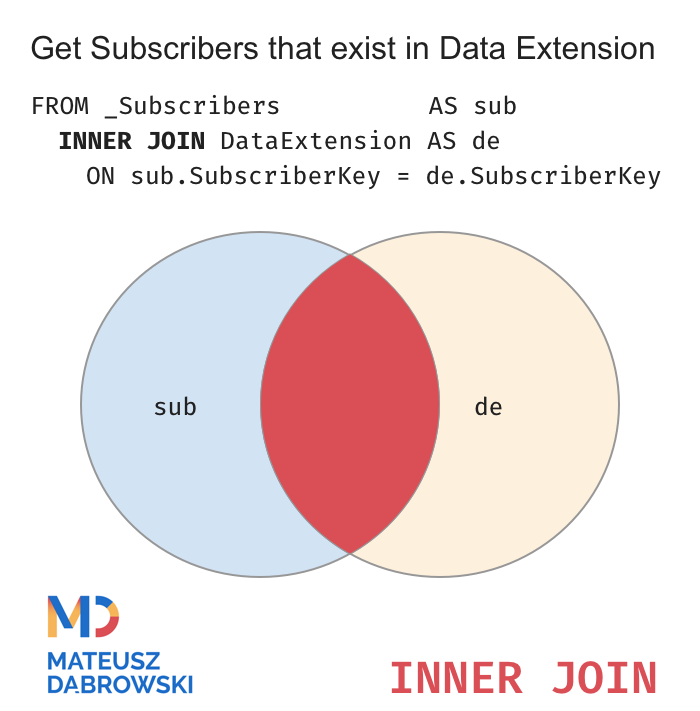 Get Subscribers that exist in Data Extension
FROM _Subscribers AS sub
INNER JOIN DataExtension AS de
ON sub.SubscriberKey = de.SubscriberKey
sub
de
MD
MATEUSZ
DĄBROWSKI
INNER JOIN